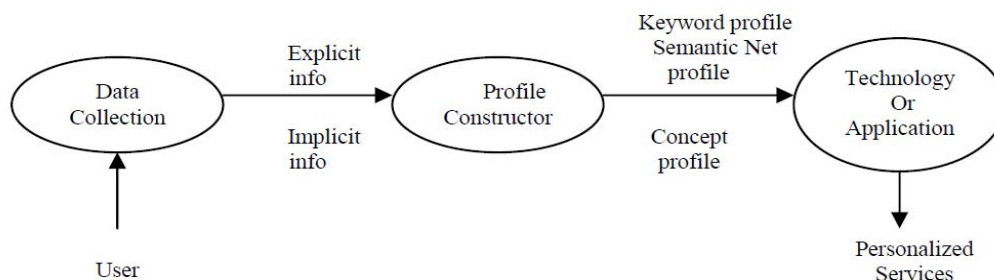 Data
Collection
Explicit
info
Implicit
info
Profile
Constructor
Keyword profile
Semantic Net
profile
Concept
profile
Technology
Or
Application
User
Personalized
Services